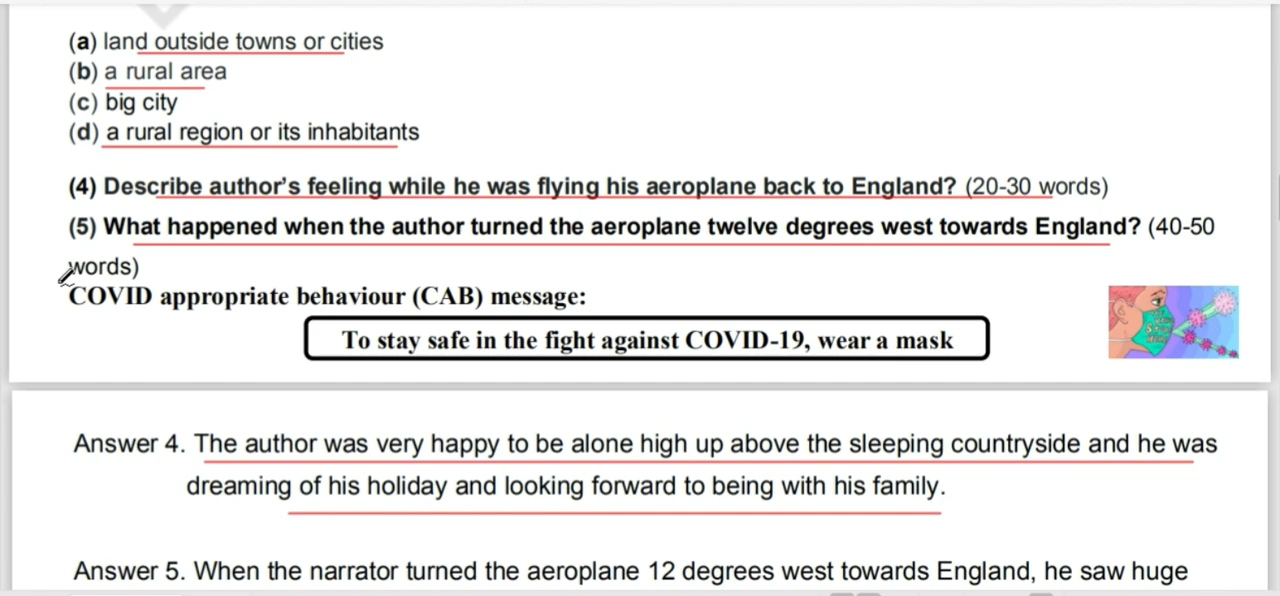 (a) land outside towns or cities
(b) a rural area
(c) big city
(d) a rural region or its inhabitants
(4) Describe author's feeling while he was flying his aeroplane back to England? (20-30 words)
(5) What happened when the author turned the aeroplane twelve degrees west towards England? (40-50
words)
COVID appropriate behaviour (CAB) message:
To stay safe in the fight against COVID-19, wear a mask
Answer 4. The author was very happy to be alone high up above the sleeping countryside and he was
dreaming of his holiday and looking forward to being with his family.
Answer 5. When the narrator turned the aeroplane 12 degrees west towards England, he saw huge